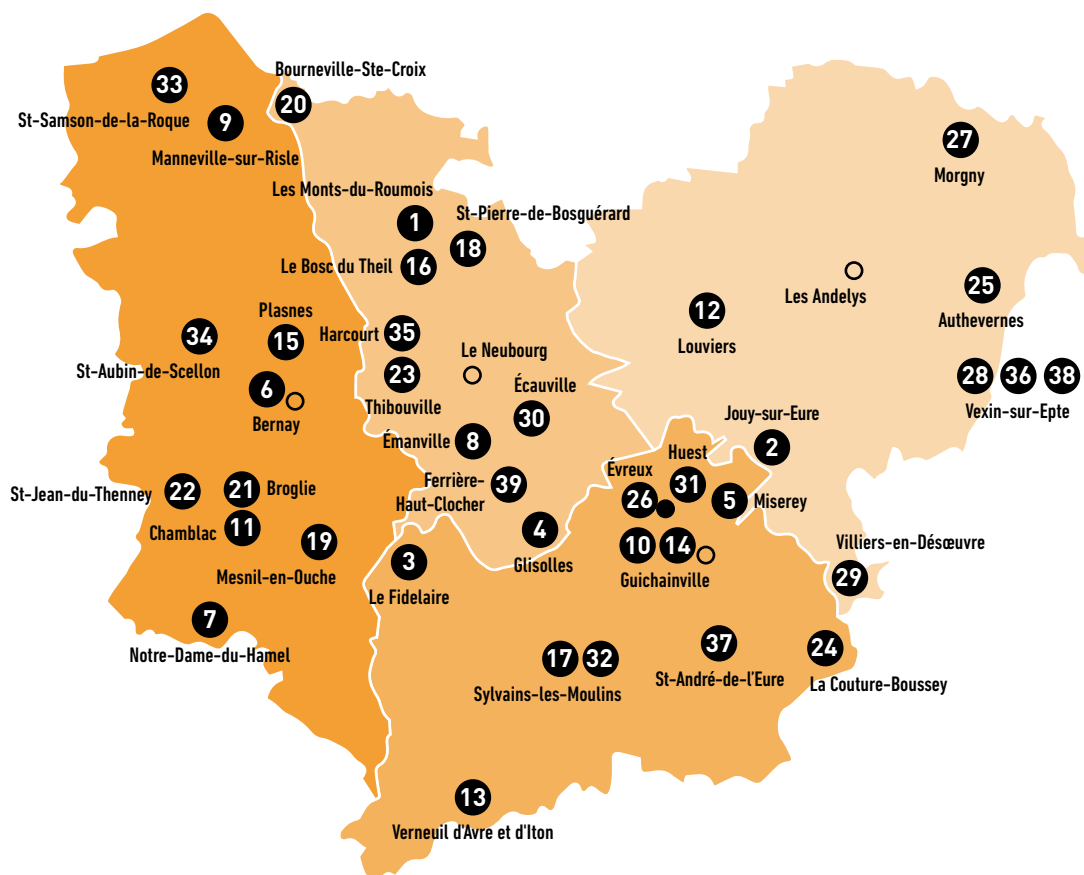 Bourneville-Ste-Croix
20
33
St-Samson-de-la-Roque
9
Manneville-sur-Risle
27
Morgny
Les Monts-du-Roumois
1
St-Pierre-de-Bosguérard
18
Le Bosc du Theil
16
Les Andelys
25
Authevernes
12
Louviers
Plasnes
15
34
St-Aubin-de-Scellon
Harcourt
35
23
Thibouville
Le Neubourg
Écauville
30
28 36 38
Vexin-sur-Epte
6
Bernay
Émanville
8
Jouy-sur-Eure
2
Huest
31
Évreux
26
5
Miserey
St-Jean-du-Thenney
22
21
Broglie
Chamblac
11
19
Mesnil-en-Ouche
Ferrière-
Haut-Clocher
39
4
Glisolles
10 14
Guichainville
3
Le Fidelaire
Villiers-en-Désœuvre
29
7
Notre-Dame-du-Hamel
17 32
Sylvains-les-Moulins
37
St-André-de-l'Eure
24
La Couture-Boussey
13
Verneuil d'Avre et d'Iton